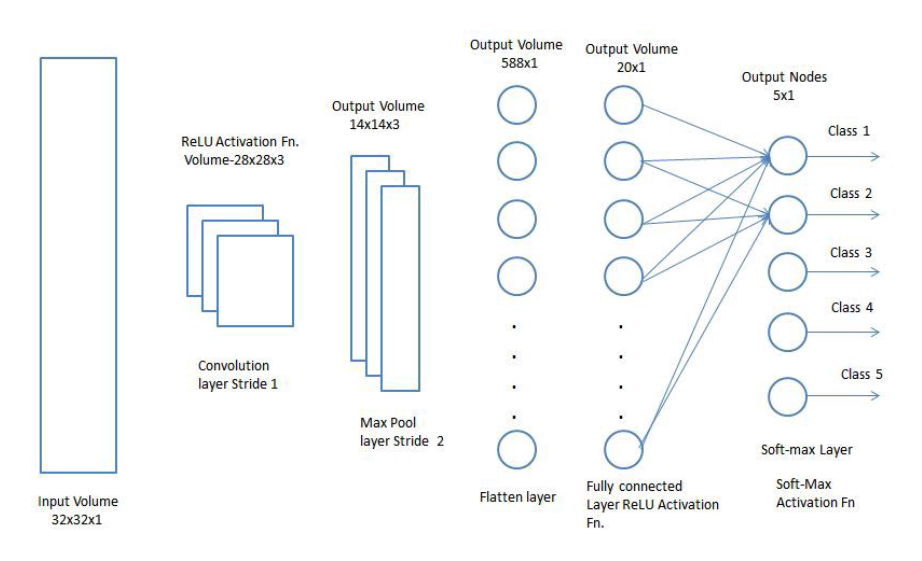 Input Volume
32x32x1
ReLU Activation Fn.
Volume-28x28x3
Convolution
layer Stride 1
Output Volume
14x14x3
Max Pool
layer Stride 2
Output Volume
588x1
Flatten layer
Output Volume
20x1
Fully connected
Layer ReLU Activation
Fn.
Output Nodes
5x1
Class 1
Class 2
Class 3
Class 4
Class 5
Soft-max Layer
Soft-Max
Activation Fn